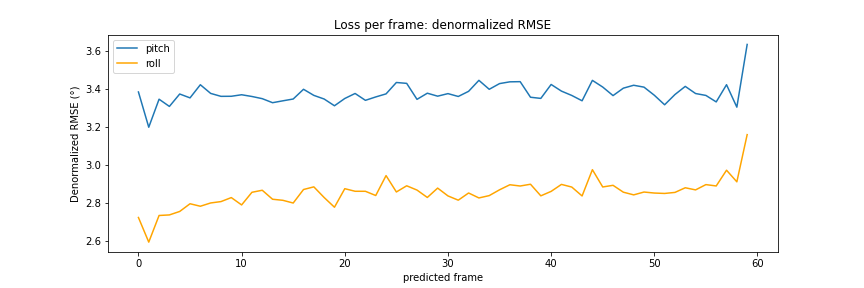 Loss per frame: denormalized RMSE
pitch
roll
Denormalized RMSE (°)
3.6
3.4
3.2
3.0
2.8
2.6
0 10 20 30 40 50 60
predicted frame